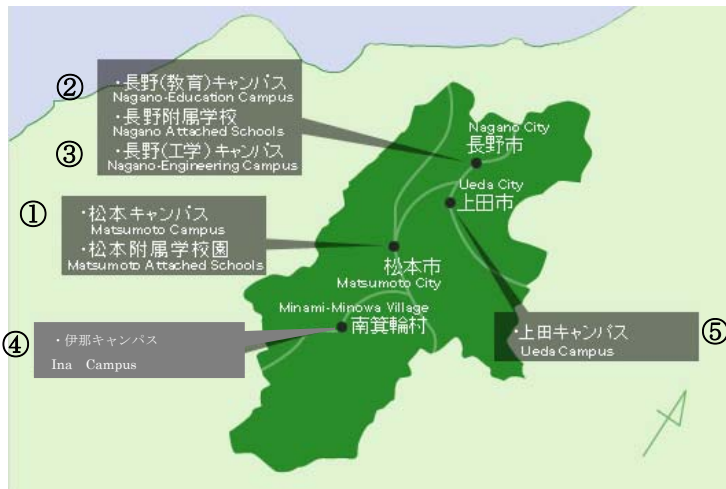 ②
・長野(教育)キャンパス
Nagano-Education Campus
・長野附属学校
Nagano Attached Schools
③
・長野(工学)キャンパス
Nagano-Engineering Campus
Nagano City
長野市
Ueda City
上田市
①
・松本キャンパス
Matsumoto Campus
・松本附属学校園
Matsumoto Attached Schools
松本市
Matsumoto City
Minami-Minowa Village
南箕輪村
④
・伊那キャンパス
Ina Campus
・上田キャンパス
Ueda Campus
⑤